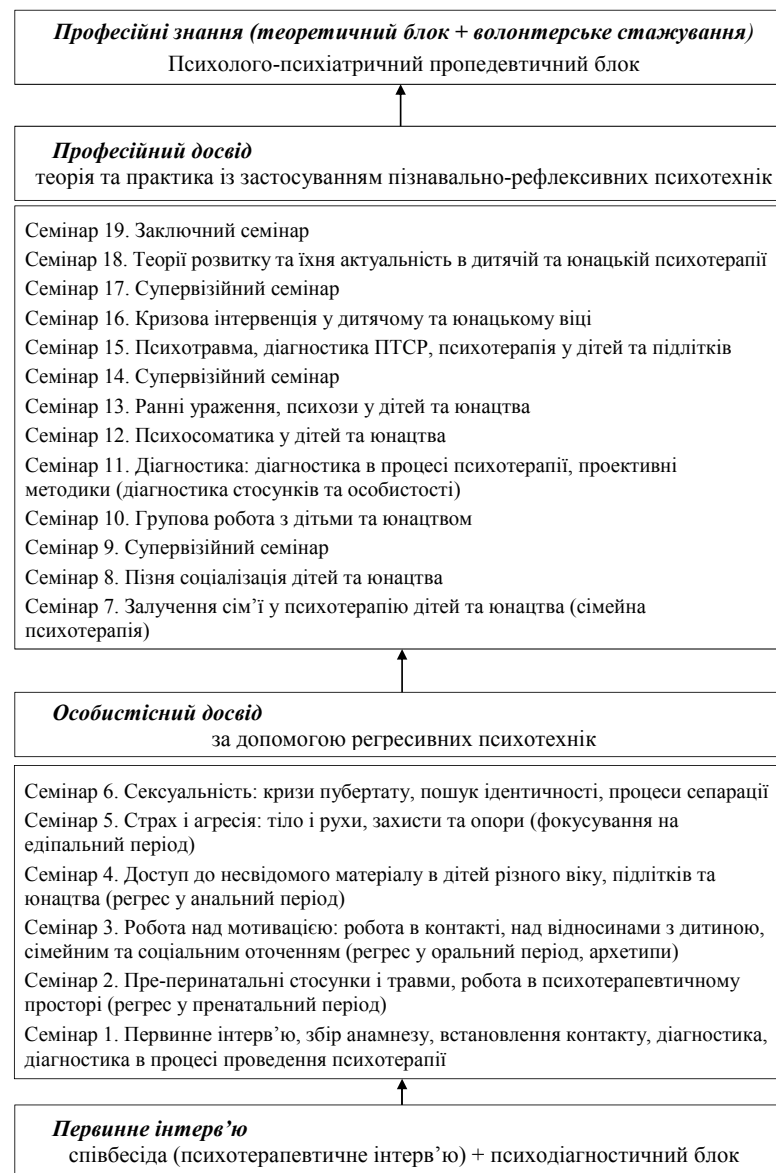 Професійні знання (теоретичний блок + волонтерське стажування)
Психолого-психіатричний пропедевтичний блок
Професійний досвід
теорія та практика із застосуванням пізнавально-рефлексивних психотехнік
Семінар 19. Заключний семінар
Семінар 18. Теорії розвитку та їхня актуальність в дитячій та юнацькій психотерапії
Семінар 17. Супервізійний семінар
Семінар 16. Кризова інтервенція у дитячому та юнацькому віці
Семінар 15. Психотравма, діагностика ПТСР, психотерапія у дітей та підлітків
Семінар 14. Супервізійний семінар
Семінар 13. Ранні ураження, психози у дітей та юнацтва
Семінар 12. Психосоматика у дітей та юнацтва
Семінар 11. Діагностика: діагностика в процесі психотерапії, проективні
методики (діагностика стосунків та особистості)
Семінар 10. Групова робота з дітьми та юнацтвом
Семінар 9. Супервізійний семінар
Семінар 8. Пізня соціалізація дітей та юнацтва
Семінар 7. Залучення сім’ї у психотерапію дітей та юнацтва (сімейна
психотерапія)
Особистісний досвід
за допомогою регресивних психотехнік
Семінар 6. Сексуальність: кризи пубертату, пошук ідентичності, процеси сепарації
Семінар 5. Страх і агресія: тіло і рухи, захисти та опори (фокусування на
едіпальний період)
Семінар 4. Доступ до несвідомого матеріалу в дітей різного віку, підлітків та
юнацтва (регрес у анальний період)
Семінар 3. Робота над мотивацією: робота в контакті, над відносинами з дитиною,
сімейним та соціальним оточенням (регрес у оральний період, архетипи)
Семінар 2. Пре-перинатальні стосунки і травми, робота в психотерапевтичному
просторі (регрес у пренатальний період)
Семінар 1. Первинне інтерв’ю, збір анамнезу, встановлення контакту, діагностика,
діагностика в процесі проведення психотерапії
Первинне інтерв’ю
співбесіда (психотерапевтичне інтерв’ю) + психодіагностичний блок